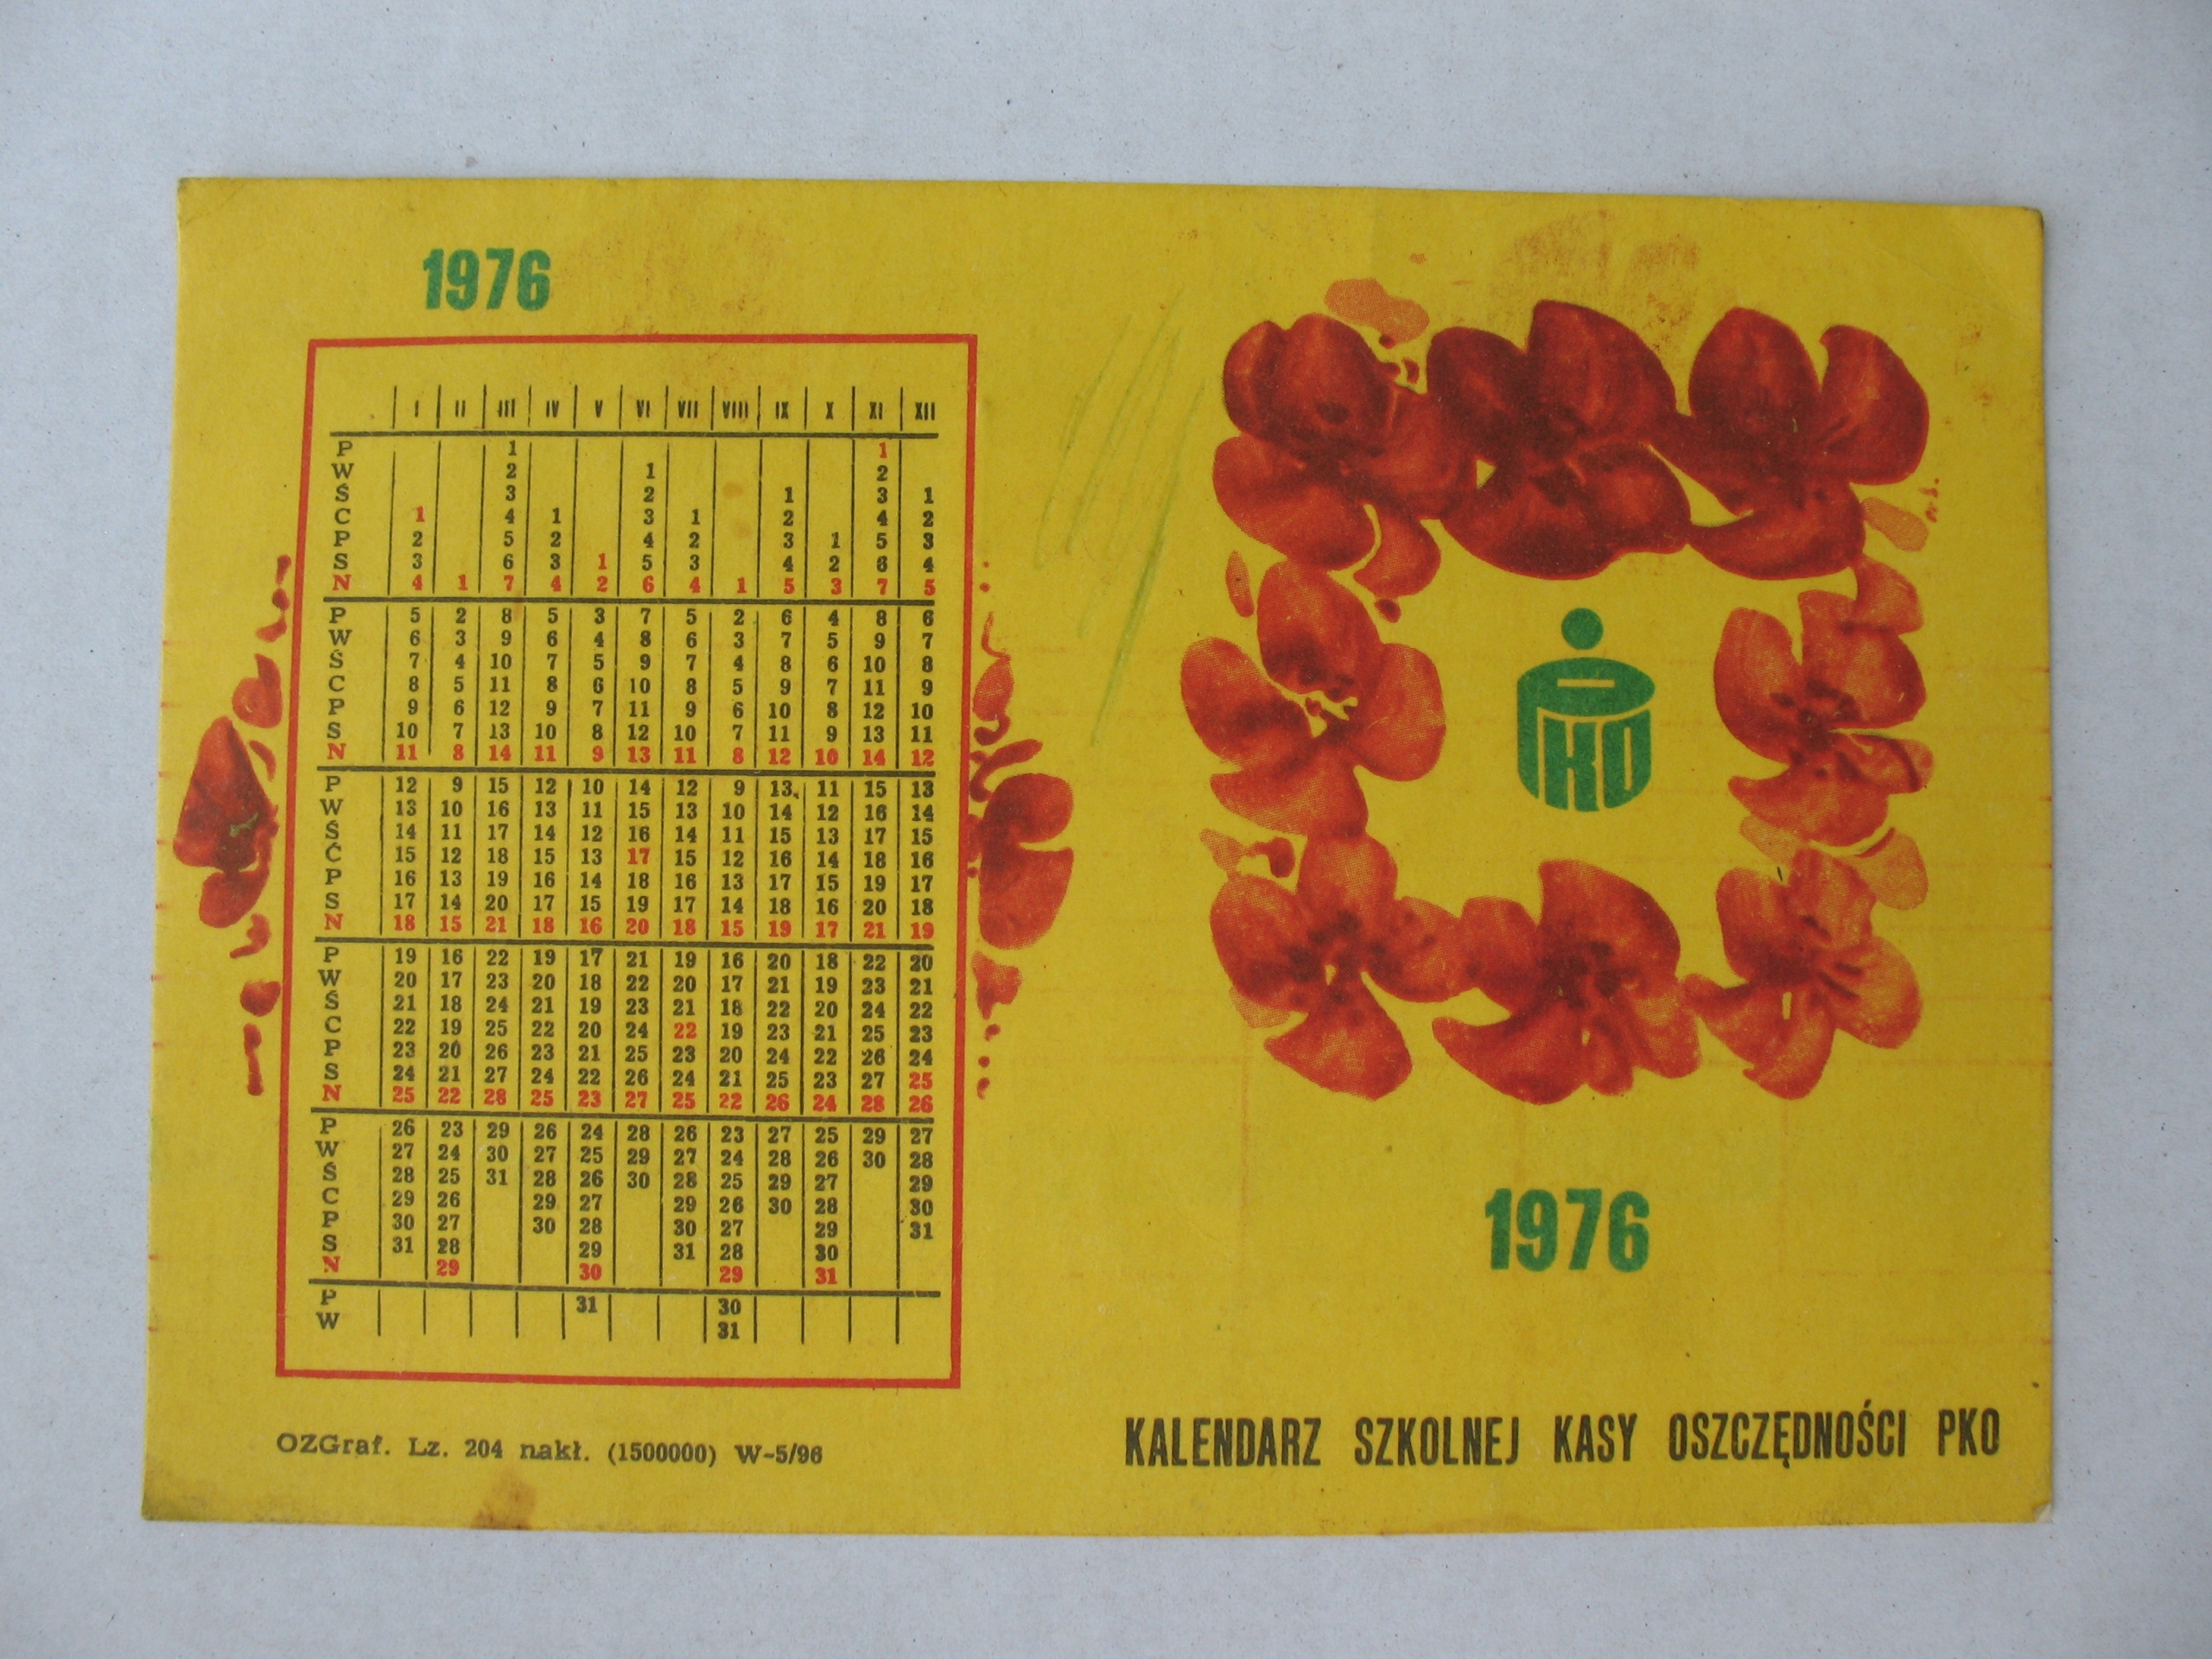 1976
I II III IV V VI VII VIII IX X XI XII
P 1 1
W 2 1 2
Ś 3 2 1 3 1
C 1 4 1 3 1 2 4 2
P 2 5 2 4 2 3 1 5 3
S 3 6 3 1 5 3 4 2 6 4
N 4 1 7 4 2 6 4 1 5 3 7 5
P 5 2 8 5 3 7 5 2 6 4 8 6
W 6 3 9 6 4 8 6 3 7 5 9 7
Ś 7 4 10 7 5 9 7 4 8 6 10 8
C 8 5 11 8 6 10 8 5 9 7 11 9
P 9 6 12 9 7 11 9 6 10 8 12 10
S 10 7 13 10 8 12 10 7 11 9 13 11
N 11 8 14 11 9 13 11 8 12 10 14 12
P 12 9 15 12 10 14 12 9 13 11 15 13
W 13 10 16 13 11 15 13 10 14 12 16 14
Ś 14 11 17 14 12 16 14 11 15 13 17 15
Ć 15 12 18 15 13 17 15 12 16 14 18 16
P 16 13 19 16 14 18 16 13 17 15 19 17
S 17 14 20 17 15 19 17 14 18 16 20 18
N 18 15 21 18 16 20 18 15 19 17 21 19
P 19 16 22 19 17 21 19 16 20 18 22 20
W 20 17 23 20 18 22 20 17 21 19 23 21
Ś 21 18 24 21 19 23 21 18 22 20 24 22
C 22 19 25 22 20 24 22 19 23 21 25 23
P 23 20 26 23 21 25 23 20 24 22 26 24
S 24 21 27 24 22 26 24 21 25 23 27 25
N 25 22 28 25 23 27 25 22 26 24 28 26
P 26 23 29 26 24 28 26 23 27 25 29 27
W 27 24 30 27 25 29 27 24 28 26 30 28
Ś 28 25 31 28 26 30 28 25 29 27 29
C 29 26 29 27 29 26 30 28 30
P 30 27 30 28 30 27 29 31
S 31 28 29 31 28 30
N 29 30 29 31
P 31 30
W 31
OZGraf. Lz. 204 nakł. (1500000) W-5/96
PKO
1976
KALENDARZ SZKOLNEJ KASY OSZCZĘDNOŚCI PKO